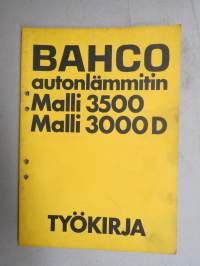 BAHCO
autonlämmitin
Malli 3500
Malli 3000 D
TYÖKIRJA